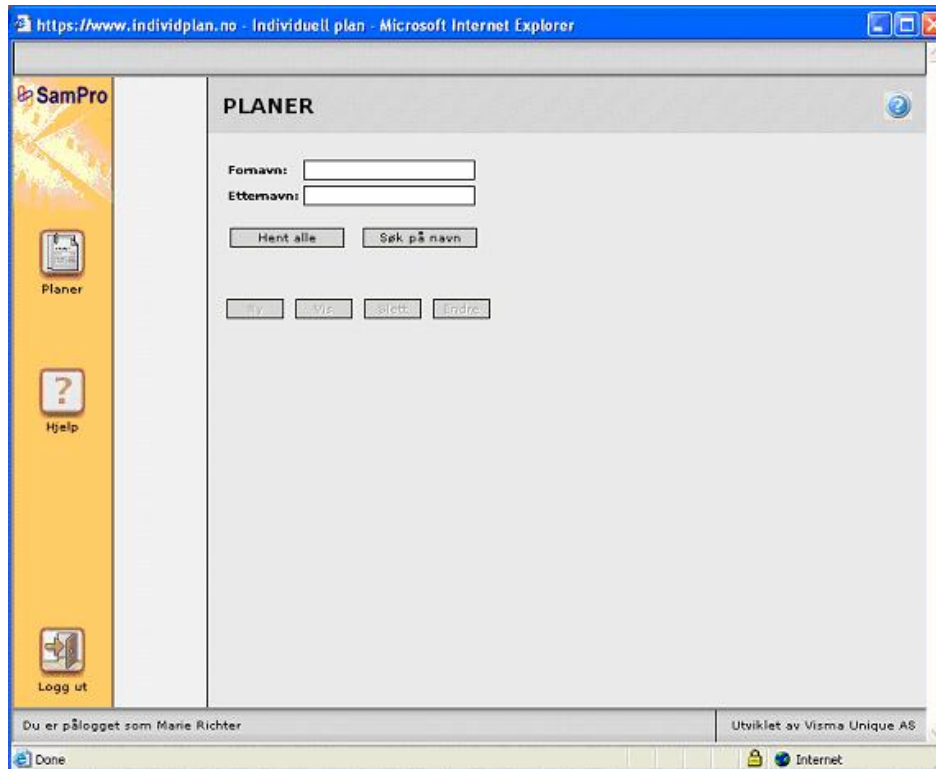 https://www.individplan.no - Individuell plan - Microsoft Internet Explorer
SamPro
PLANER
?
Fornavn:
Etternavn:
Hent alle Søk på navn
Planer
Ny Vis Slett Endre
?
Hjelp
Logg ut
Du er pålogget som Marie Richter Utviklet av Visma Unique AS
Done Internet